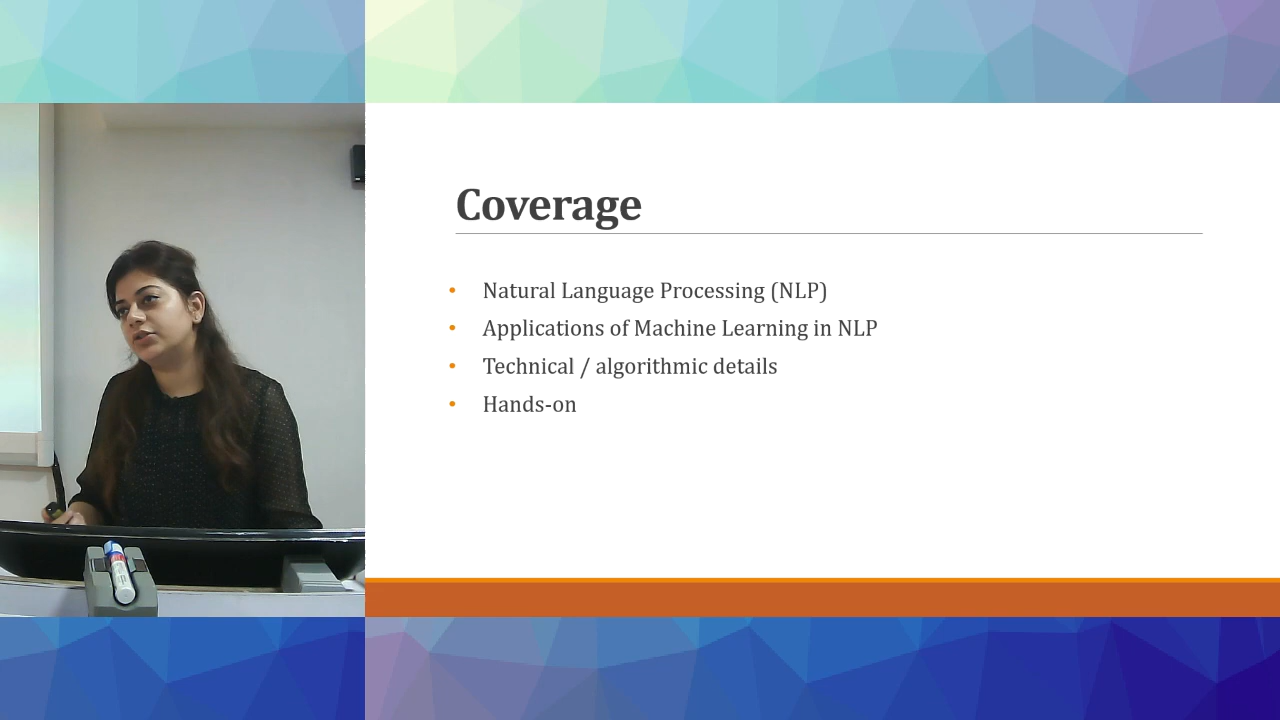 Coverage
• Natural Language Processing (NLP)
• Applications of Machine Learning in NLP
• Technical / algorithmic details
• Hands-on